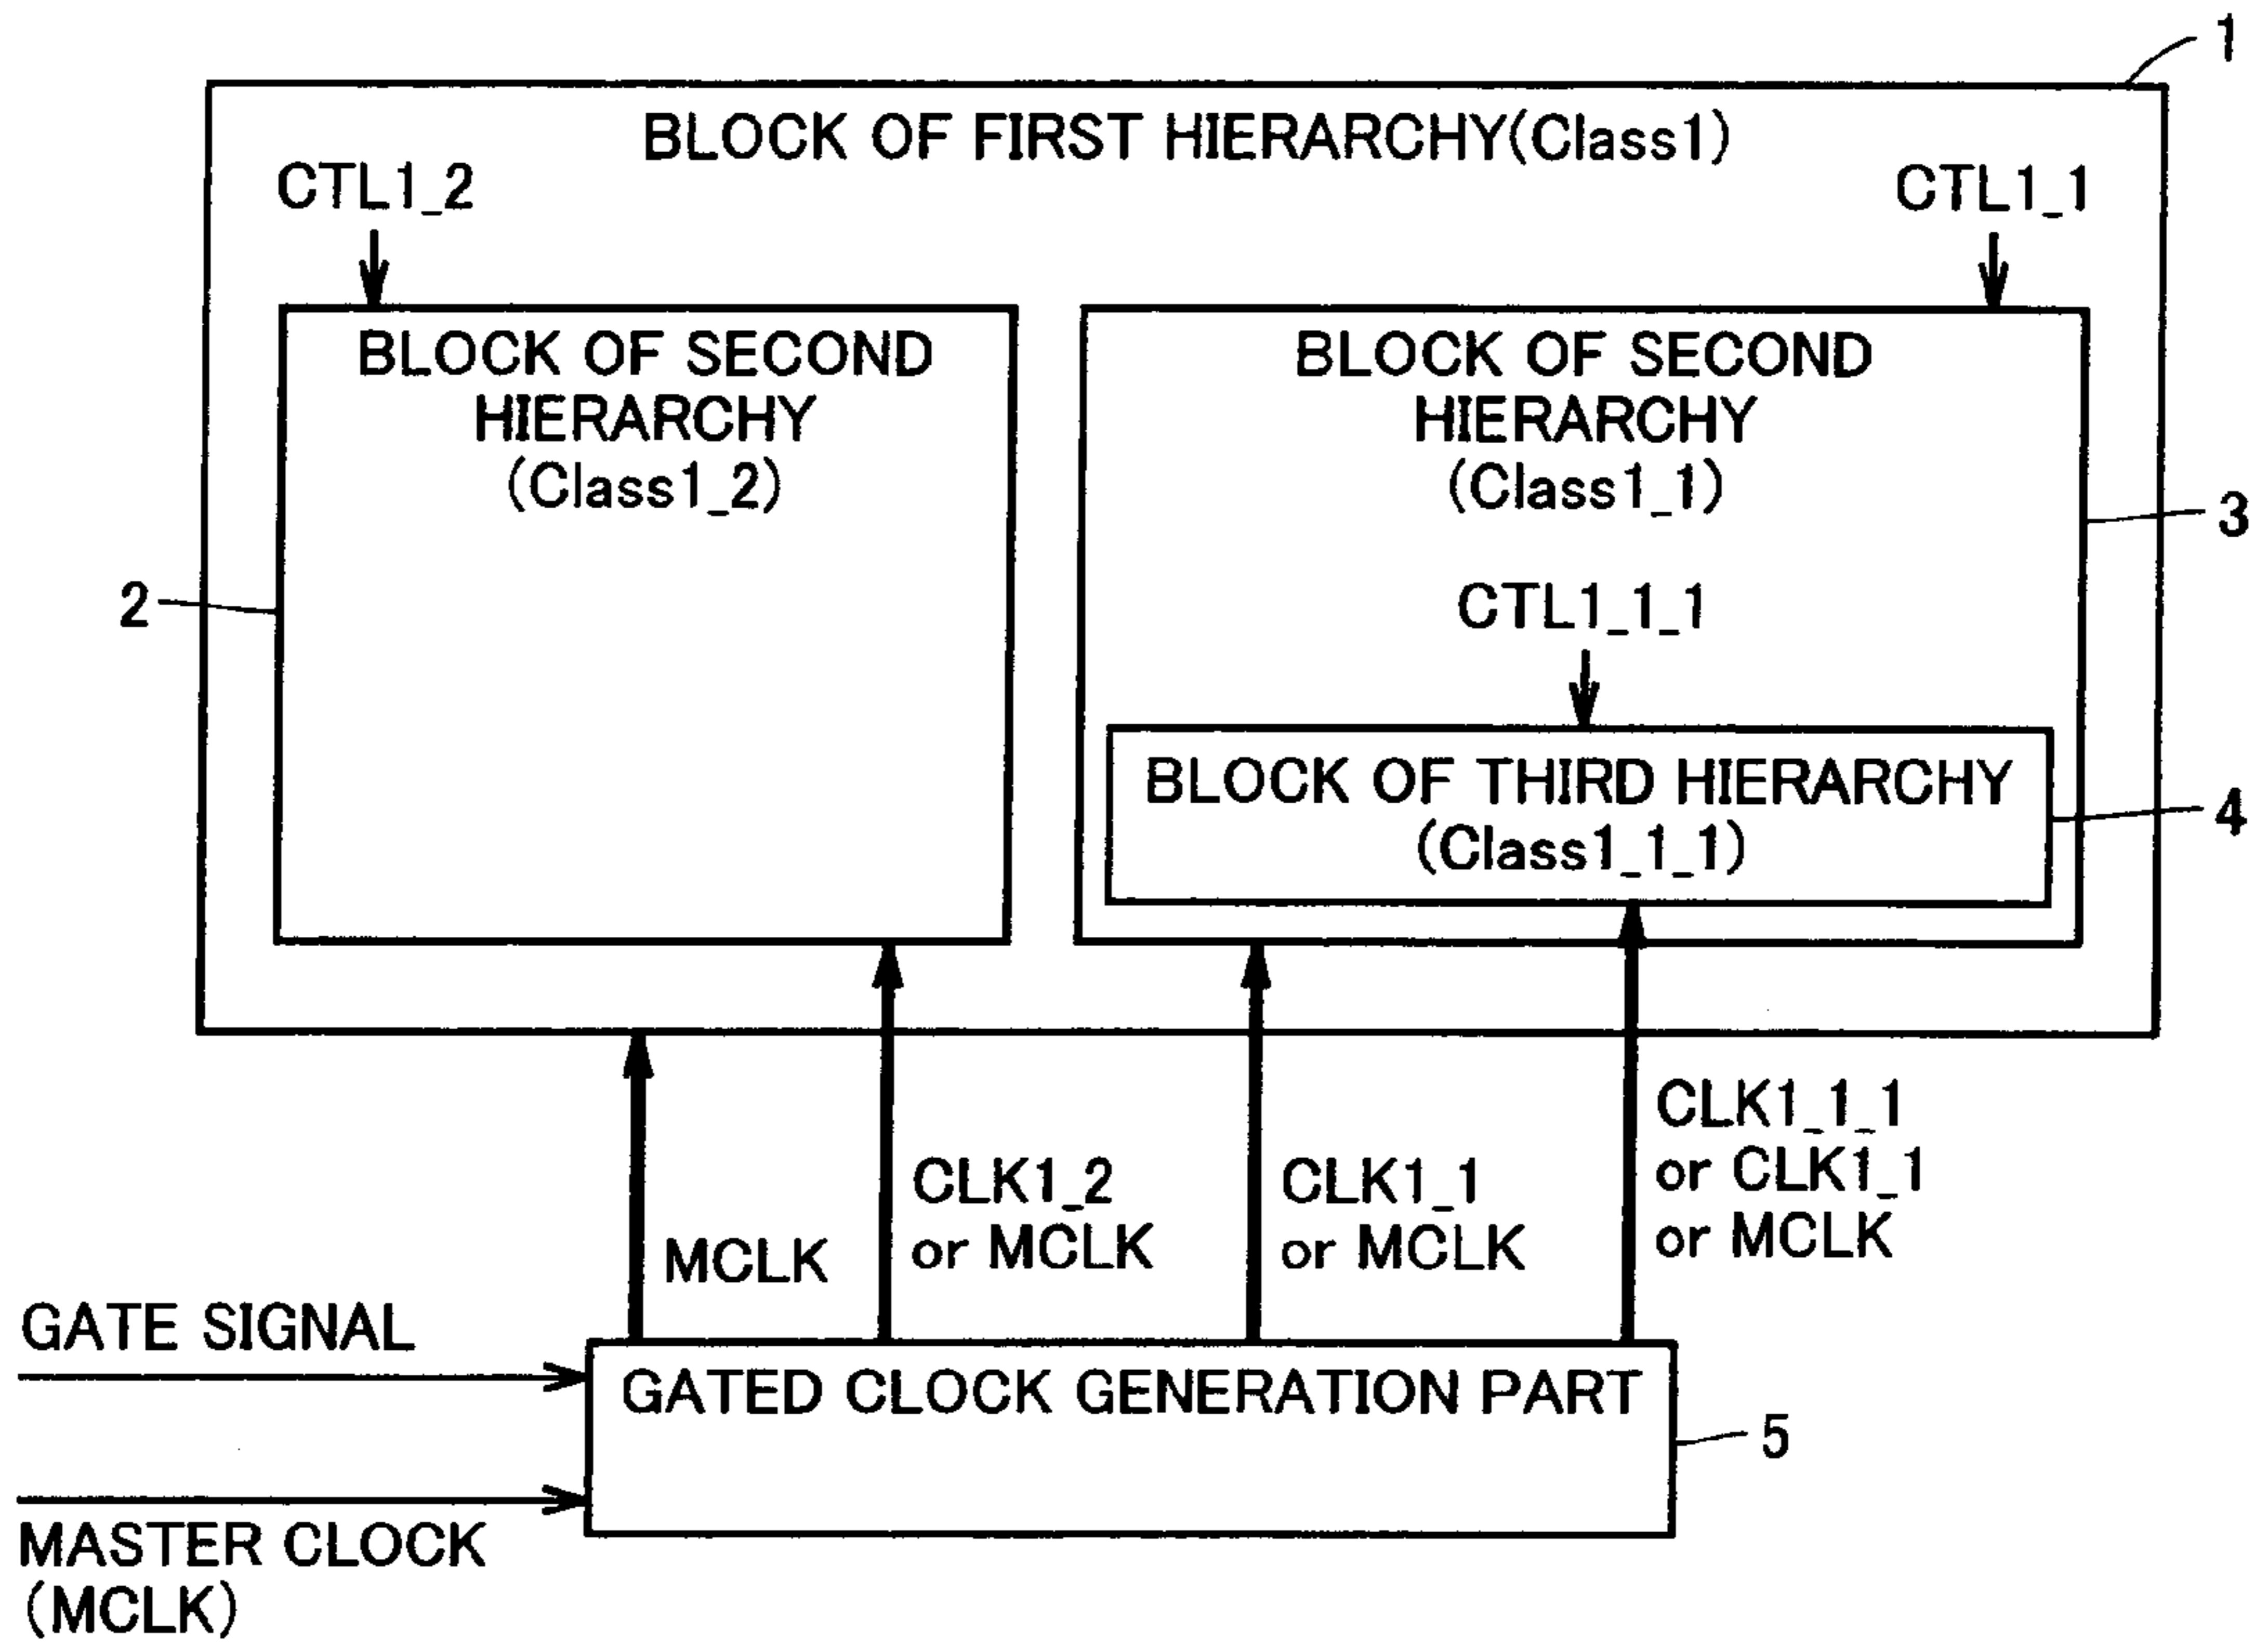 1
BLOCK OF FIRST HIERARCHY(Class1)
CTL1_2
CTL1_1
BLOCK OF SECOND
HIERARCHY
(Class1_2)
BLOCK OF SECOND
HIERARCHY
(Class1_1)
3
2
CTL1_1_1
BLOCK OF THIRD HIERARCHY
(Class1_1_1)
4
MCLK
CLK1_2
or MCLK
CLK1_1
or MCLK
CLK1_1_1
or CLK1_1
or MCLK
GATE SIGNAL
GATED CLOCK GENERATION PART
5
MASTER CLOCK
(MCLK)